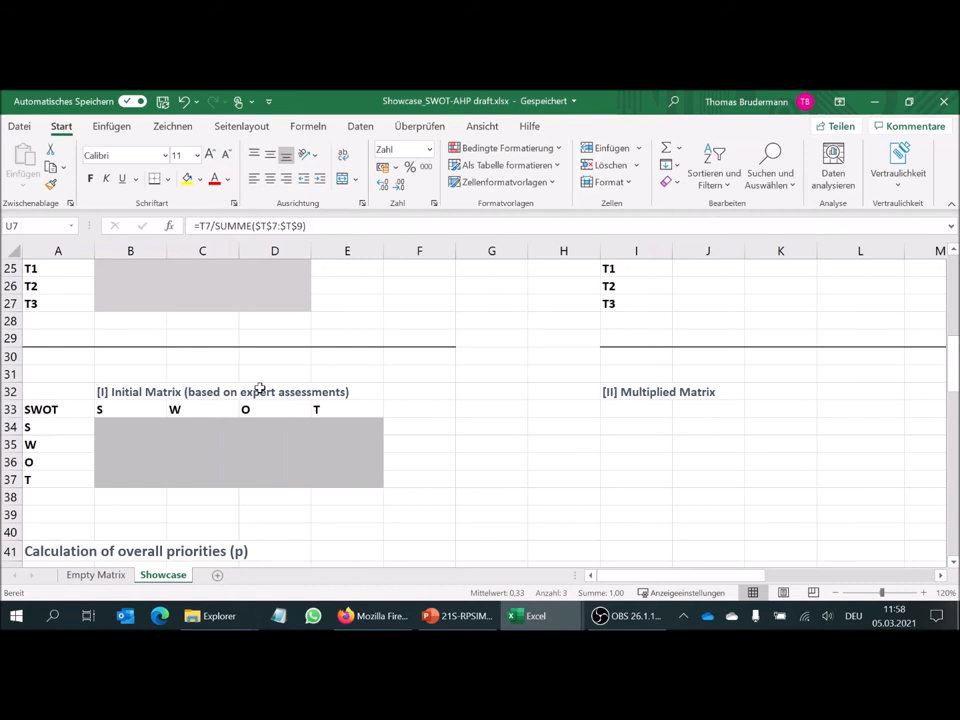 Automatisches Speichern
Showcase_SWOT-AHP draft.xlsx - Gespeichert
Thomas Brudermann
TB
Datei Start Einfügen Zeichnen Seitenlayout Formeln Daten Überprüfen Ansicht Hilfe
Teilen
Kommentare
Einfügen
Calibri
11
F K U
Zahl
% 000
Bedingte Formatierung
Als Tabelle formatieren
Zellenformatvorlagen
Einfügen
Löschen
Format
Sortieren und
Filtern
Suchen und
Auswählen
Daten
analysieren
Vertraulichkeit
Zwischenablage
Schriftart
Ausrichtung
Zahl
Formatvorlagen
Zellen
Bearbeiten
Analyse
Vertraulichkeit
U7
fx
=T7/SUMME($T$7:$T$9)
A B C D E F G H I J K L M
25 T1 T1
26 T2 T2
27 T3 T3
28
29
30
31
32 [I] Initial Matrix (based on expert assessments) [II] Multiplied Matrix
33 SWOT S W O T
34 S
35 W
36 O
37 T
38
39
40
41 Calculation of overall priorities (p)
Empty Matrix Showcase
Bereit
Mittelwert: 0,33 Anzahl: 3 Summe: 1,00
Anzeigeeinstellungen
120%
Explorer
Mozilla Fire...
21S-RPSIM...
Excel
OBS 26.1.1...
DEU
11:58
05.03.2021